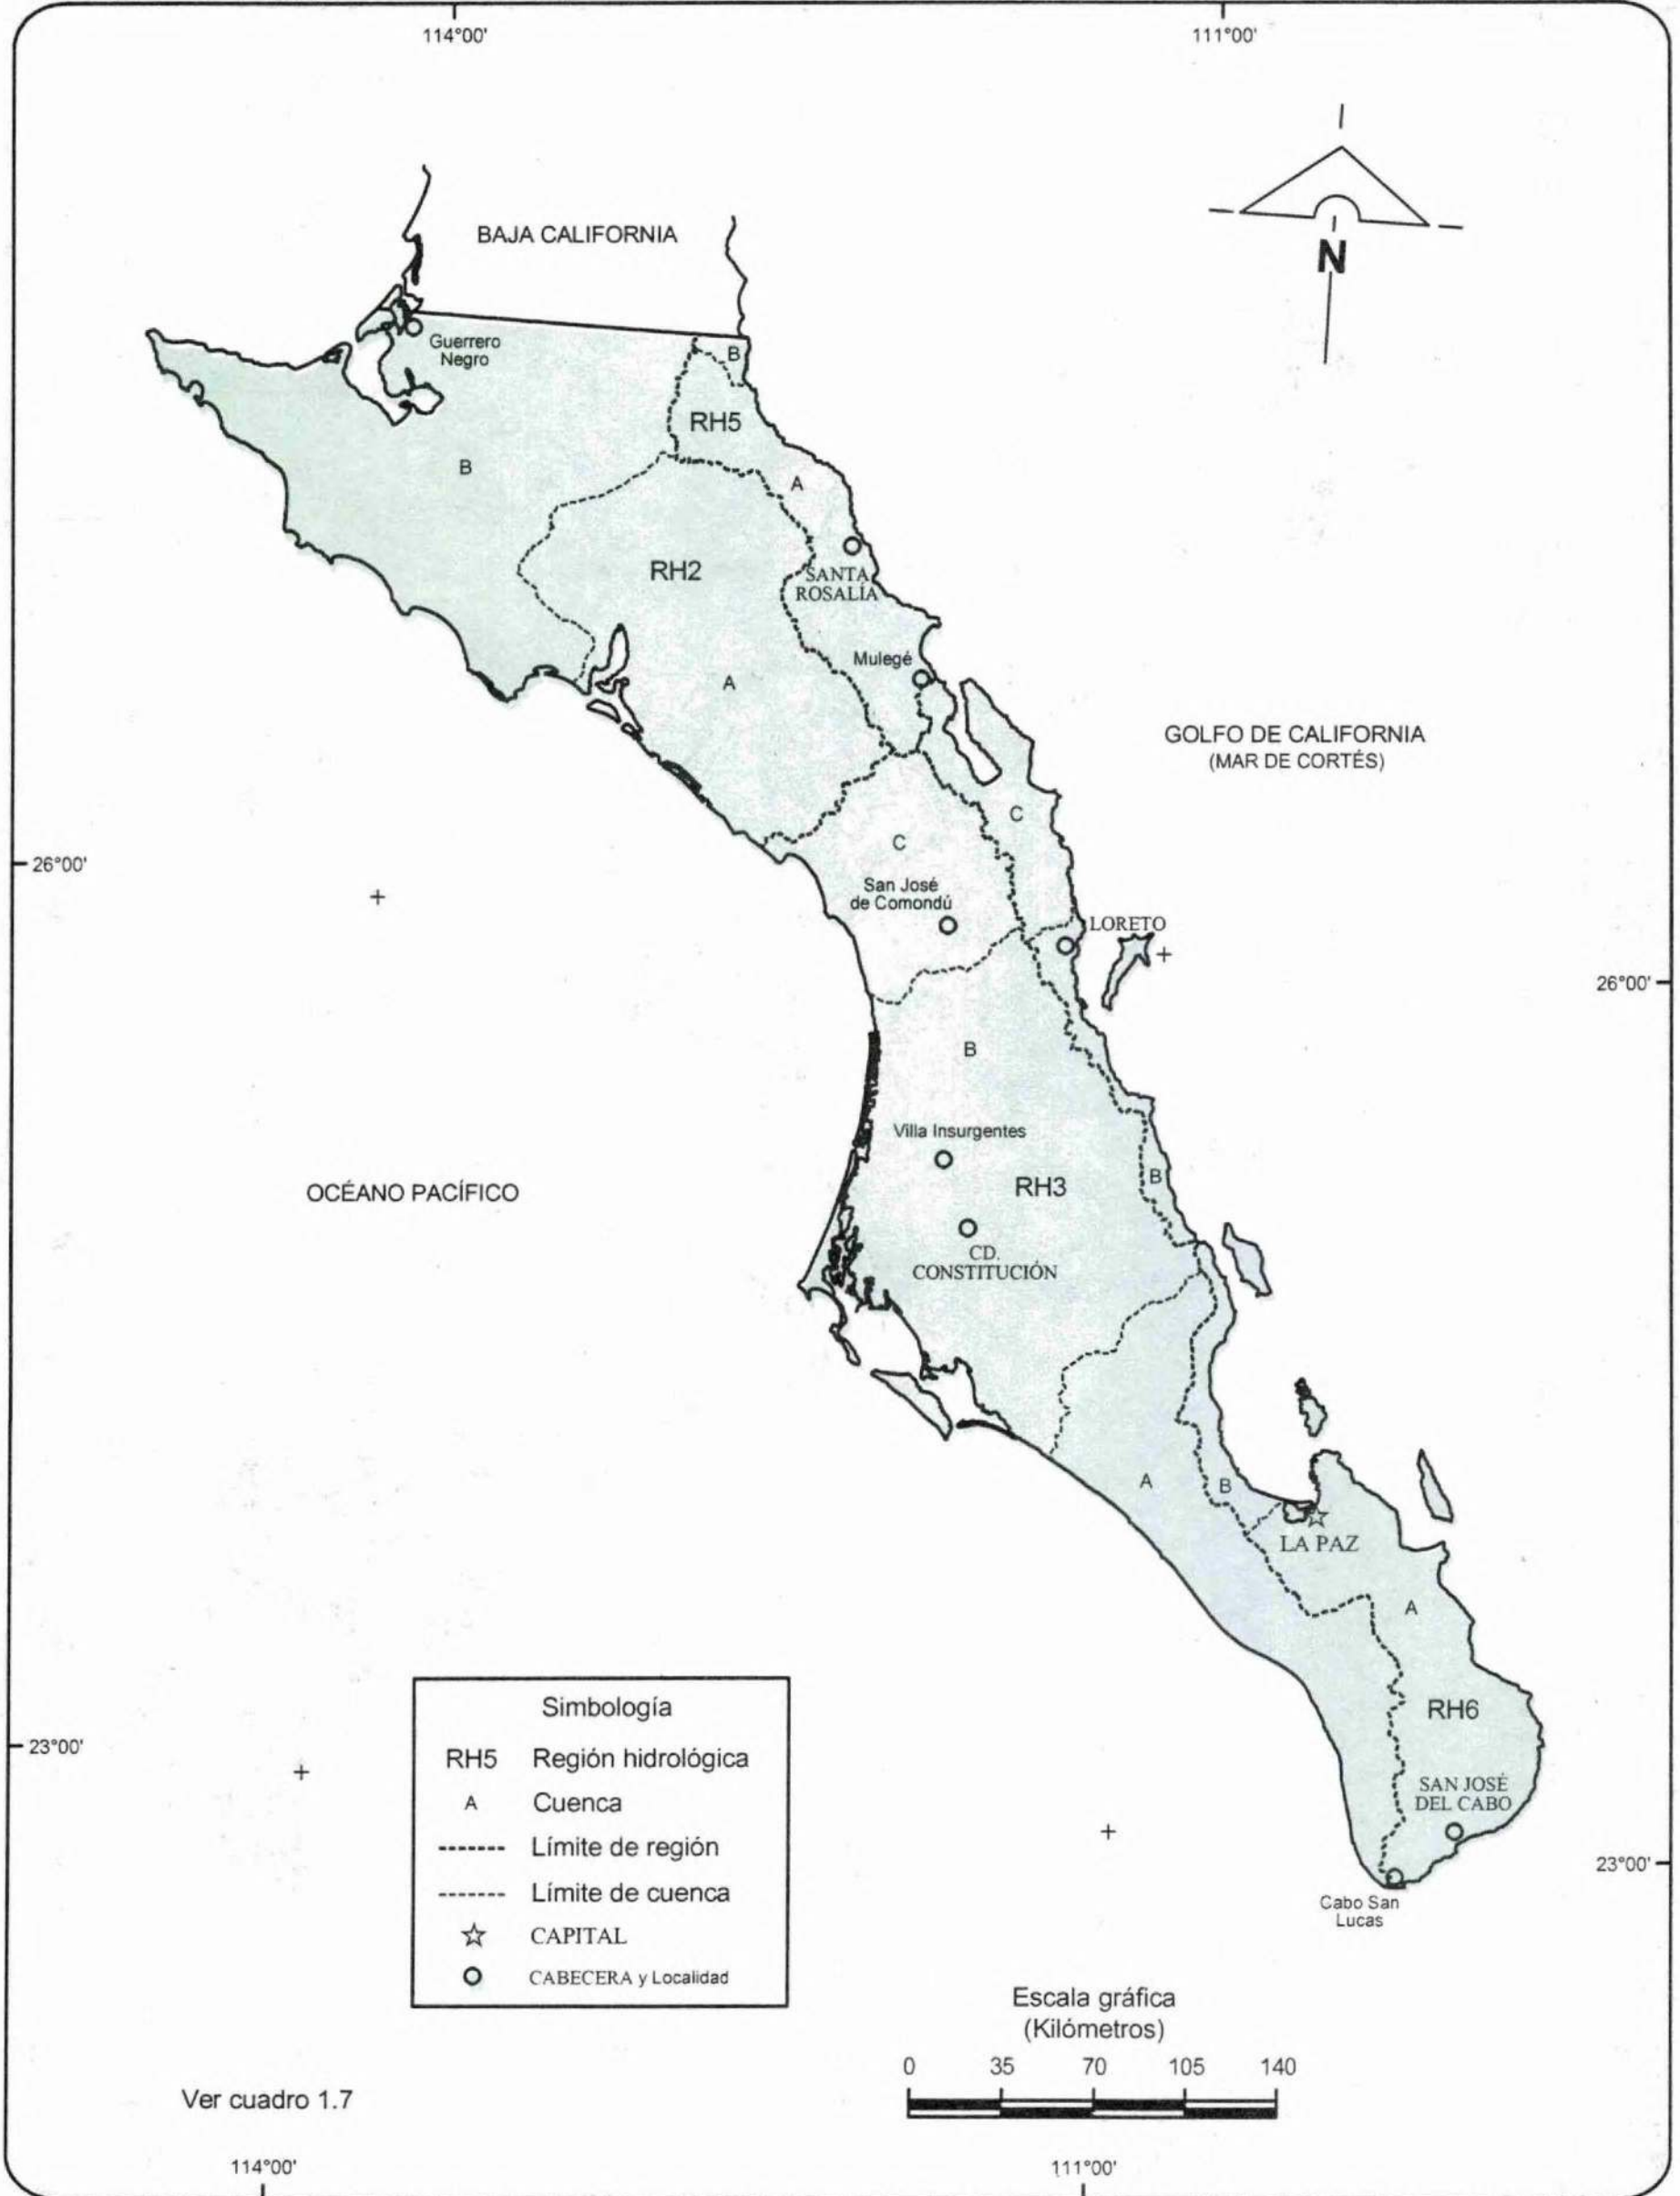 114°00'
111°00'
BAJA CALIFORNIA
N
Guerrero
Negro
B
RH5
B
A
RH2
SANTA
ROSALÍA
Mulegé
A
GOLFO DE CALIFORNIA
(MAR DE CORTÉS)
C
C
26°00'
San José
de Comondú
LORETO
26°00'
B
Villa Insurgentes
B
RH3
OCÉANO PACÍFICO
CD.
CONSTITUCIÓN
A
B
LA PAZ
A
RH6
23°00'
SAN JOSÉ
DEL CABO
23°00'
Cabo San
Lucas
Simbología
RH5 Región hidrológica
A Cuenca
Límite de región
Límite de cuenca
CAPITAL
CABECERA y Localidad
Escala gráfica
(Kilómetros)
0 35 70 105 140
Ver cuadro 1.7
114°00'
111°00'